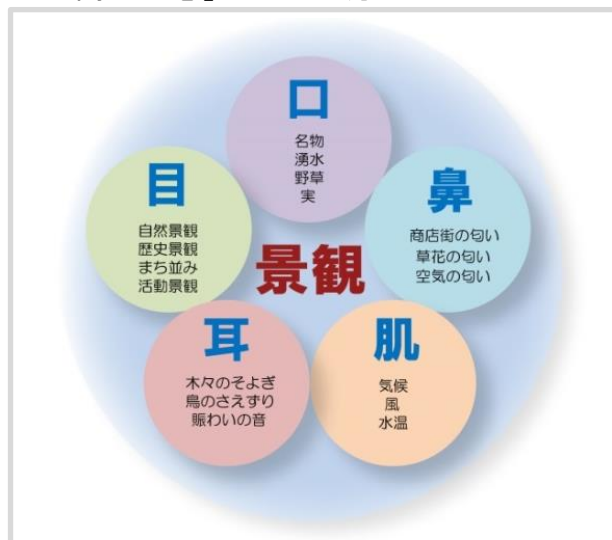 口
名物
湧水
野草
実
目
自然景観
歴史景観
まち並み
活動景観
鼻
商店街の匂い
草花の匂い
空気の匂い
景観
耳
木々のそよぎ
鳥のさえずり
賑わいの音
肌
気候
風
水温